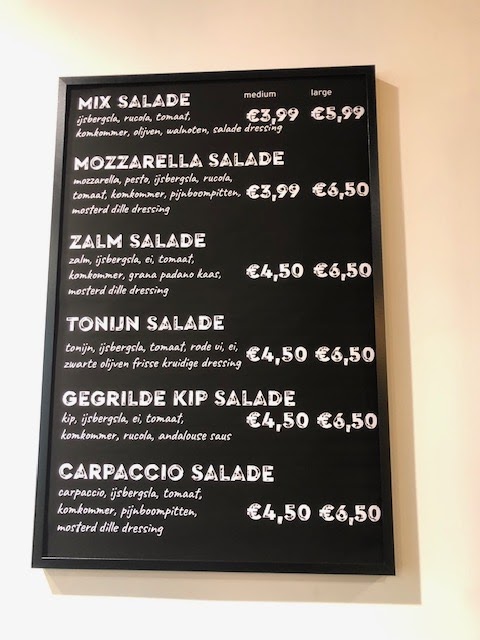 medium large
MIX SALADE
€3,99 €5,99
ijsbergsla, rucola, tomaat,
komkommer, olijven, walnoten, salade dressing
MOZZARELLA SALADE
mozzarella, pesto, ijsbergsla, rucola,
tomaat, komkommer, pijnboompitten,
€3,99 €6,50
mosterd dille dressing
ZALM SALADE
zalm, ijsbergsla, ei, tomaat,
komkommer, grana padano kaas,
€4,50 €6,50
mosterd dille dressing
TONIJN SALADE
tonijn, ijsbergsla, tomaat, rode vi, ei,
zwarte olijven frisse kruidige dressing
€4,50 €6,50
GEGRILDE KIP SALADE
kip, ijsbergsla, ei, tomaat,
€4,50 €6,50
komkommer, rucola, andalouse saus
CARPACCIO SALADE
carpaccio, ijsbergsla, tomaat,
komkommer, pijnboompitten,
€4,50 €6,50
mosterd dille dressing